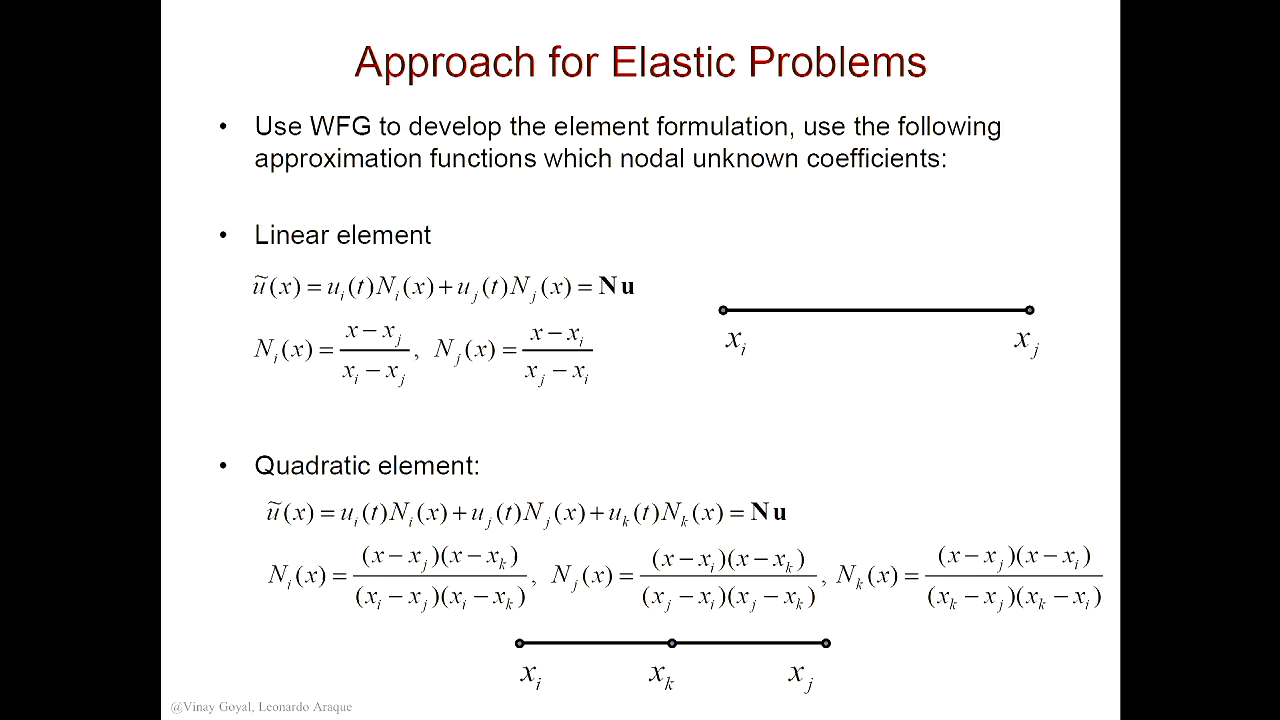 Approach for Elastic Problems
• Use WFG to develop the element formulation, use the following
approximation functions which nodal unknown coefficients:
• Linear element
ũ(x) = u_i(t)N_i(x) + u_j(t)N_j(x) = N u
N_i(x) = (x − x_j)/(x_i − x_j), N_j(x) = (x − x_i)/(x_j − x_i)
x_i x_j
• Quadratic element:
ũ(x) = u_i(t)N_i(x) + u_j(t)N_j(x) + u_k(t)N_k(x) = N u
N_i(x) = (x − x_j)(x − x_k)/(x_i − x_j)(x_i − x_k), N_j(x) = (x − x_i)(x − x_k)/(x_j − x_i)(x_j − x_k), N_k(x) = (x − x_j)(x − x_i)/(x_k − x_j)(x_k − x_i)
x_i x_k x_j
@Vinay Goyal, Leonardo Araque